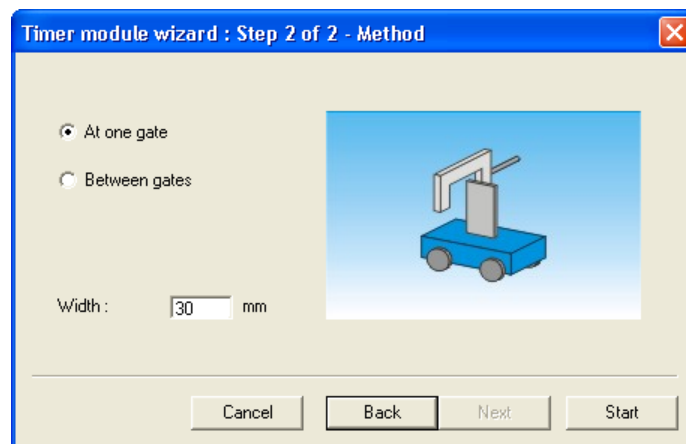 Timer module wizard : Step 2 of 2 - Method
At one gate
Between gates
Width : 30 mm
Cancel Back Next Start